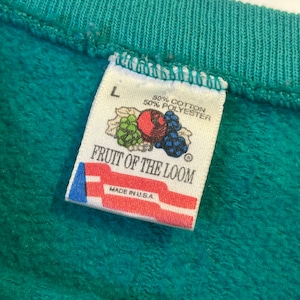 L
50% COTTON
50% POLYESTER
FRUIT OF THE LOOM
®
MADE IN U.S.A.